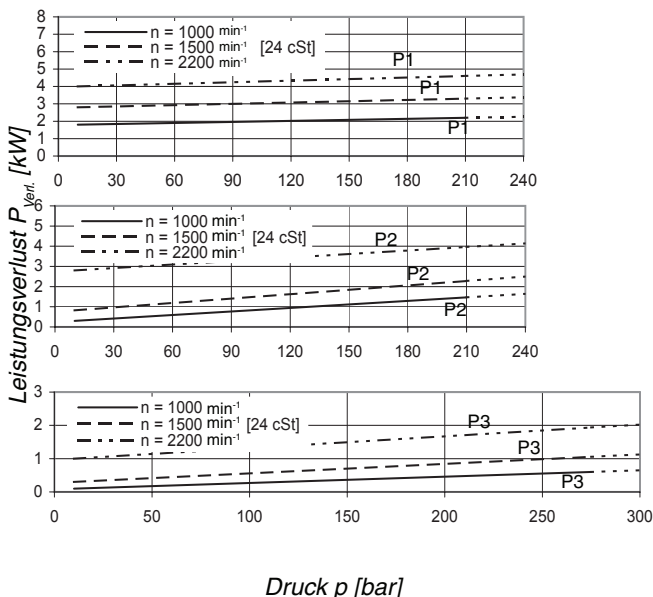 8
7
6
5
4
3
2
1
0
n = 1000 min⁻¹
n = 1500 min⁻¹ [24 cSt]
n = 2200 min⁻¹
P1
P1
P1
0 30 60 90 120 150 180 210 240
6
5
4
3
2
1
0
n = 1000 min⁻¹
n = 1500 min⁻¹ [24 cSt]
n = 2200 min⁻¹
P2
P2
P2
0 30 60 90 120 150 180 210 240
Leistungsverlust P Verl. [kW]
3
2
1
0
n = 1000 min⁻¹
n = 1500 min⁻¹ [24 cSt]
n = 2200 min⁻¹
P3
P3
P3
0 50 100 150 200 250 300
Druck p [bar]